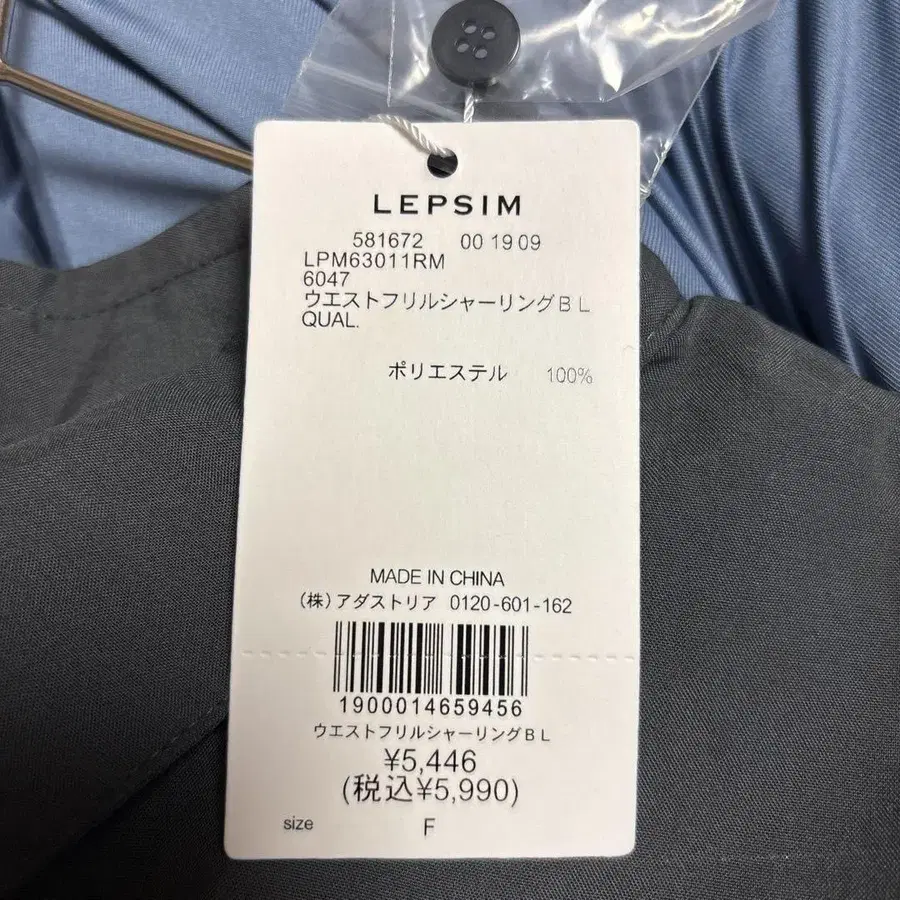 LEPSIM
581672 00 19 09
LPM63011RM
6047
ウエストフリルシャーリングＢＬ
QUAL.
ポリエステル 100%
MADE IN CHINA
(株)アダストリア 0120-601-162
1900014659456
ウエストフリルシャーリングＢＬ
¥5,446
(税込¥5,990)
size F